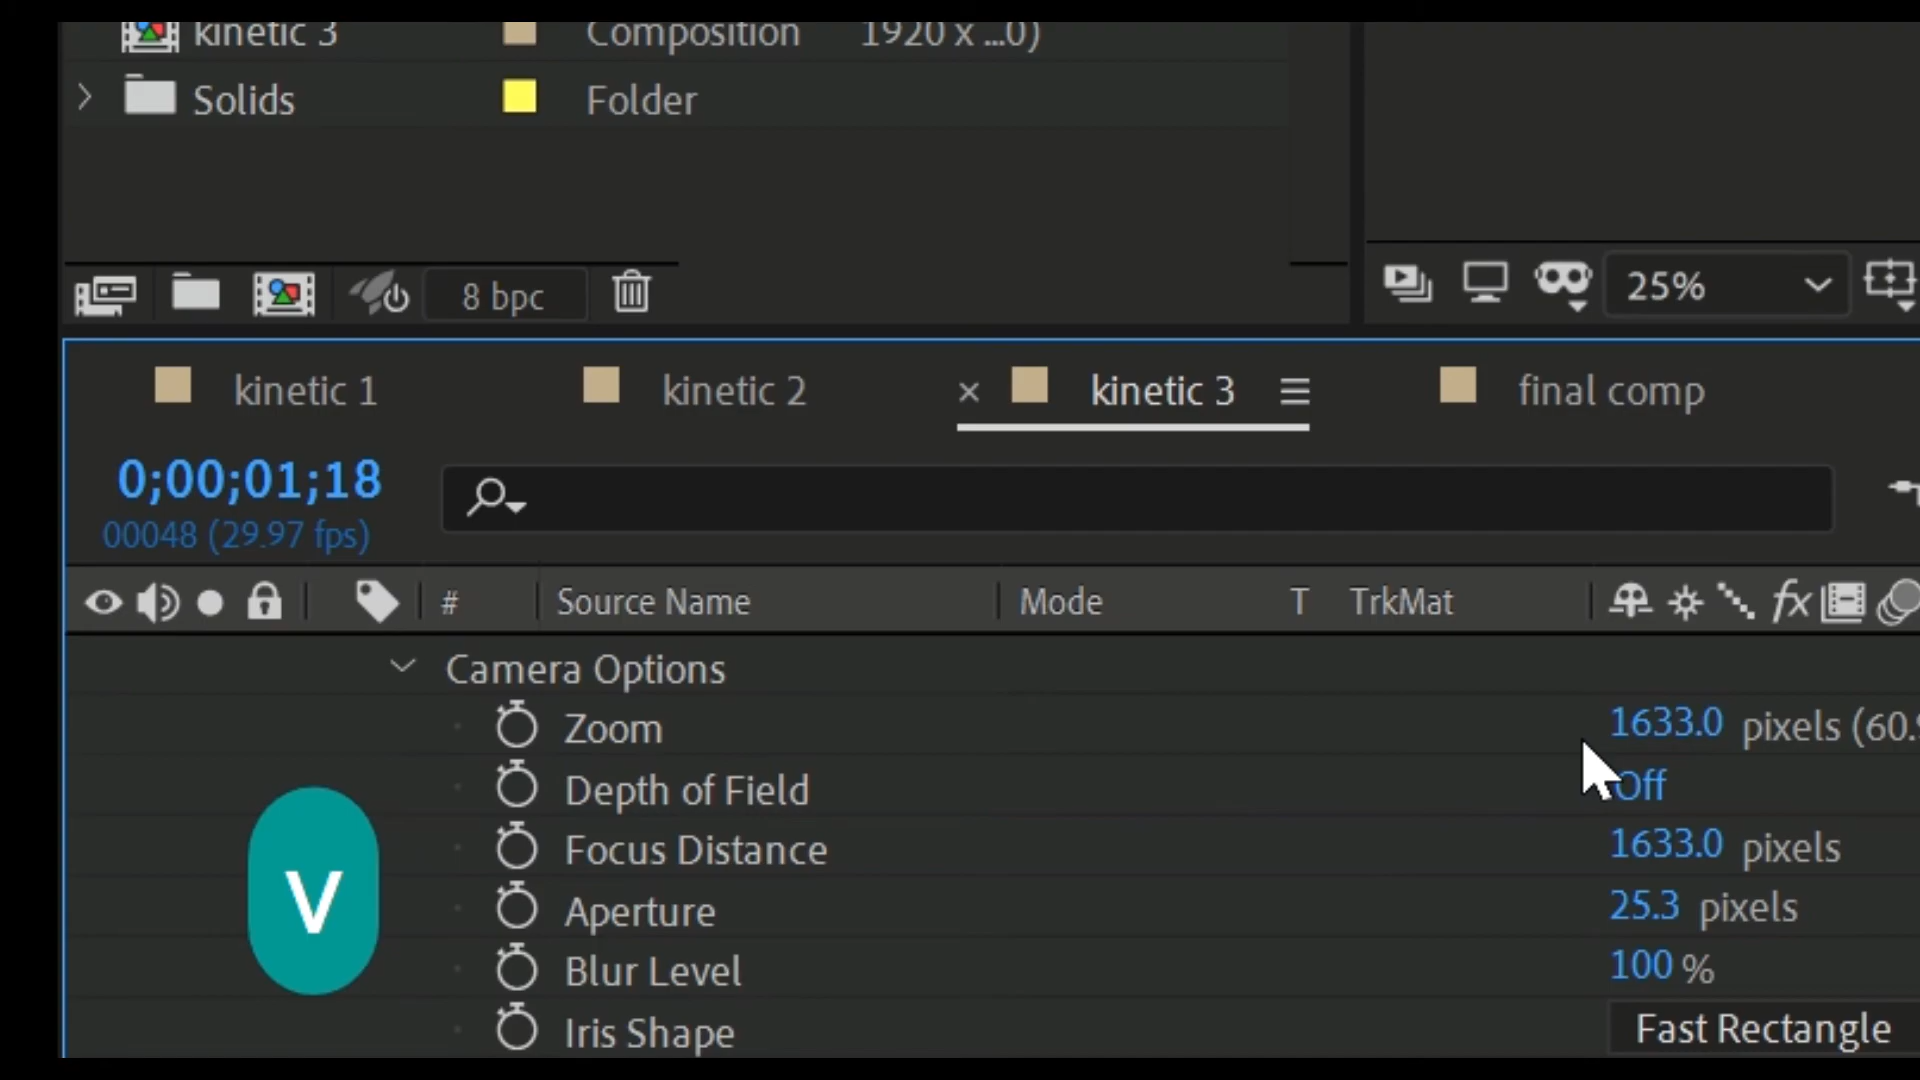 kinetic 3 Composition 1920 x ...0)
Solids Folder
8 bpc 25%
kinetic 1 kinetic 2 × kinetic 3 final comp
0;00;01;18
00048 (29.97 fps)
# Source Name Mode T TrkMat fx
Camera Options
Zoom 1633.0 pixels (60.9
Depth of Field Off
Focus Distance 1633.0 pixels
Aperture 25.3 pixels
V
Blur Level 100 %
Iris Shape Fast Rectangle